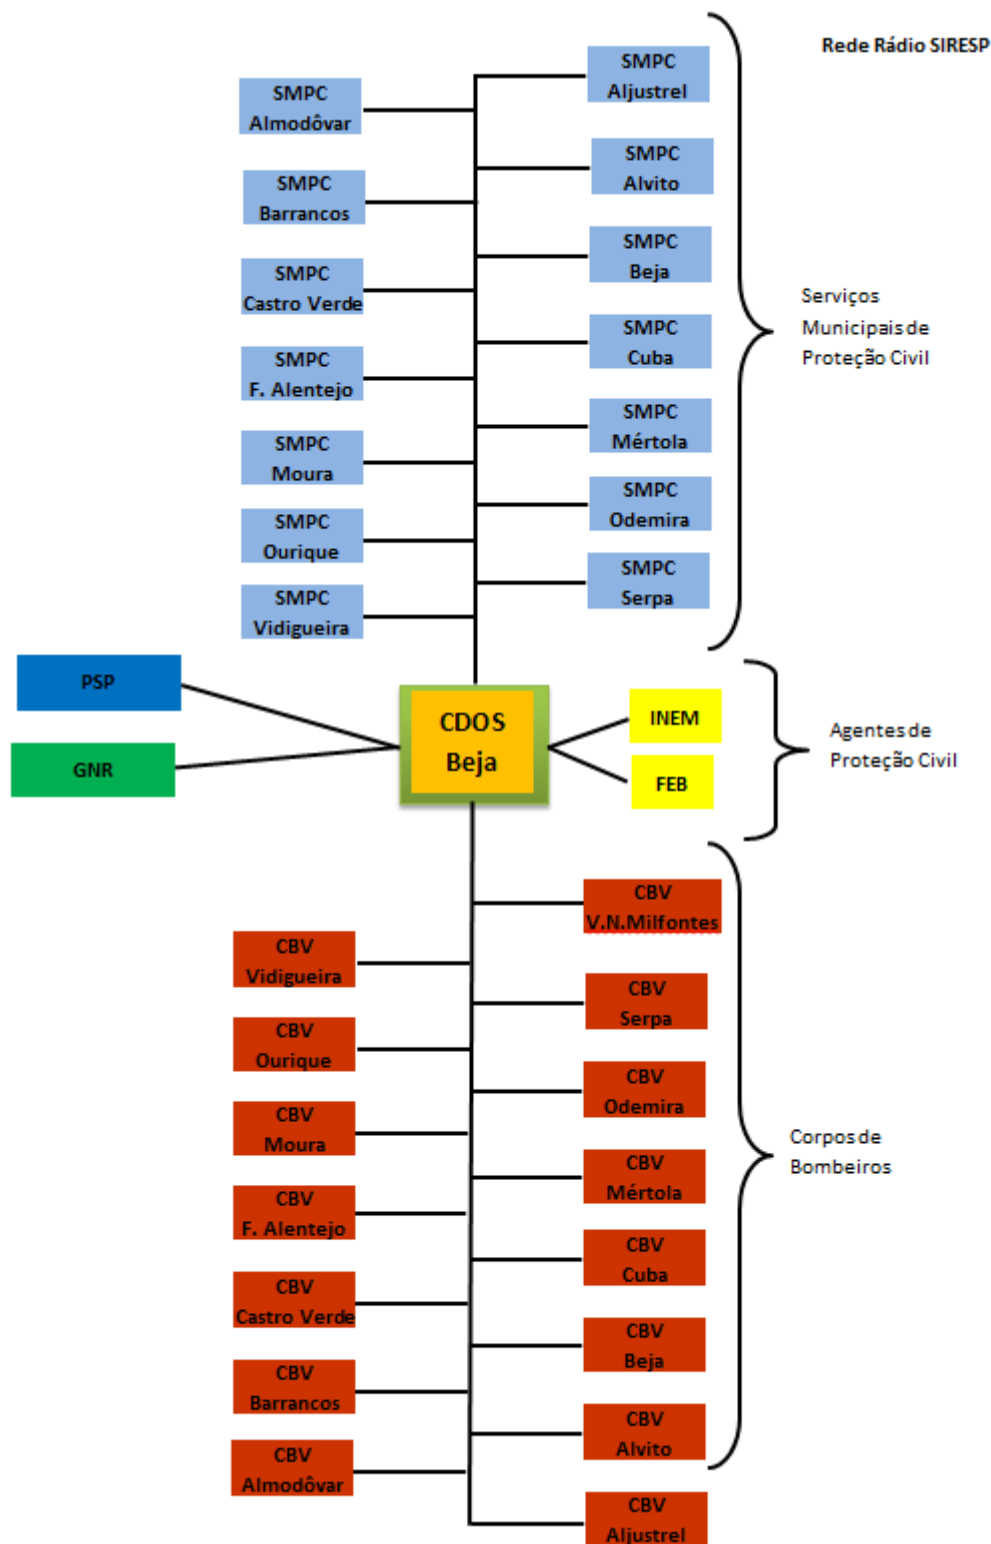 Rede Rádio SIRESP
SMPC
Aljustrel
SMPC
Almodôvar
SMPC
Alvito
SMPC
Barrancos
SMPC
Beja
SMPC
Castro Verde
SMPC
Cuba
SMPC
F. Alentejo
SMPC
Mértola
SMPC
Moura
SMPC
Odemira
SMPC
Ourique
SMPC
Serpa
SMPC
Vidigueira
Serviços
Municipais de
Proteção Civil
PSP
GNR
CDOS
Beja
INEM
FEB
Agentes de
Proteção Civil
CBV
V.N.Milfontes
CBV
Vidigueira
CBV
Serpa
CBV
Ourique
CBV
Odemira
CBV
Moura
CBV
Mértola
CBV
F. Alentejo
CBV
Cuba
CBV
Castro Verde
CBV
Beja
CBV
Barrancos
CBV
Alvito
CBV
Almodôvar
CBV
Aljustrel
Corpos de
Bombeiros